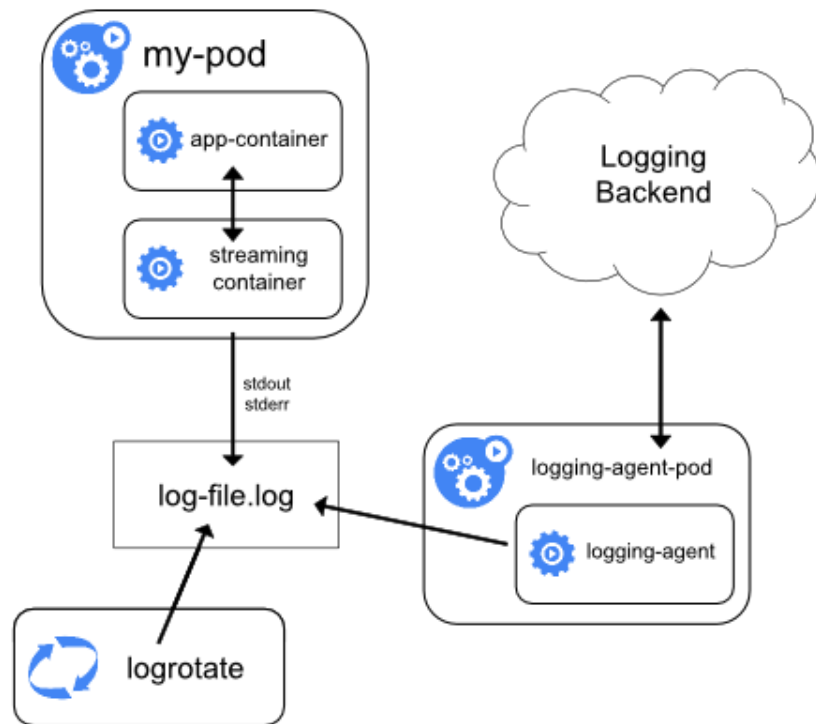 my-pod
app-container
streaming
container
Logging
Backend
stdout
stderr
log-file.log
logging-agent-pod
logging-agent
logrotate